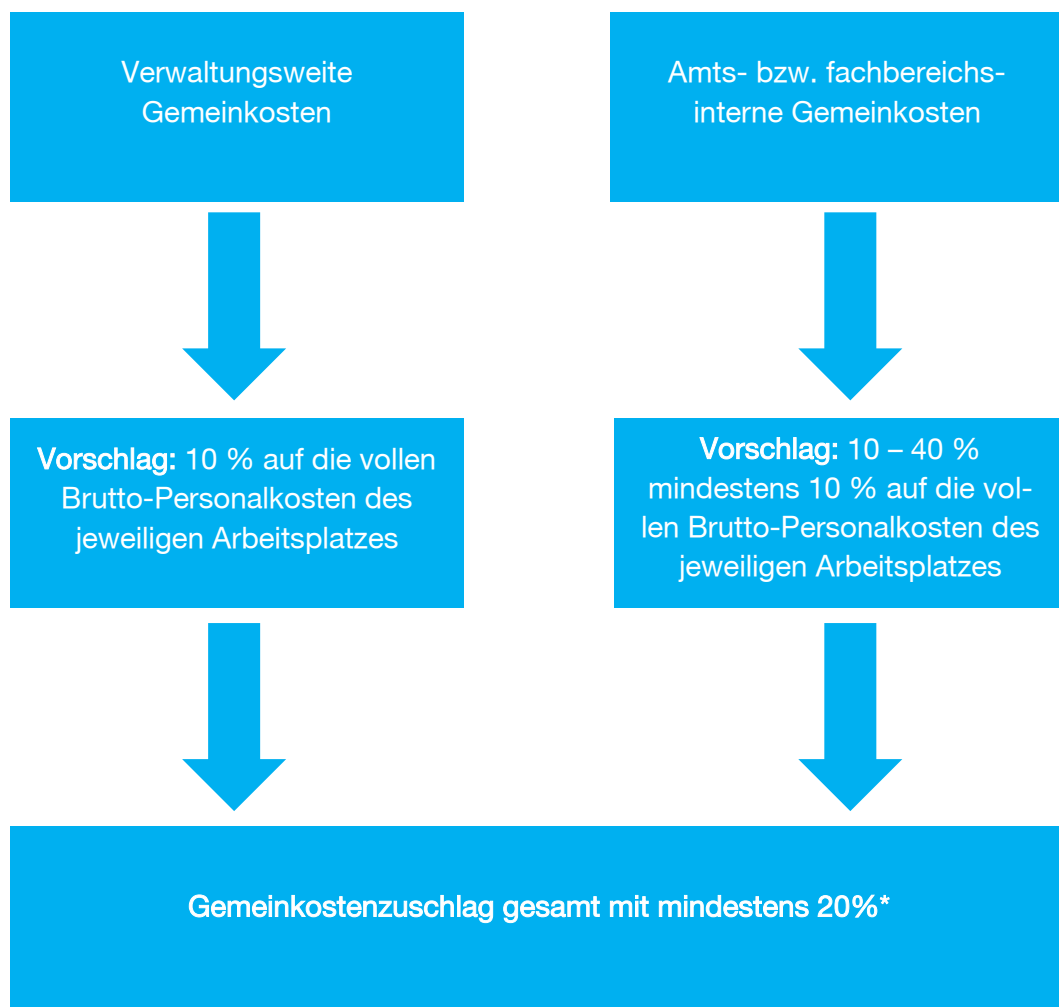 Verwaltungsweite
Gemeinkosten
Amts- bzw. fachbereichs-
interne Gemeinkosten
Vorschlag: 10 % auf die vollen
Brutto-Personalkosten des
jeweiligen Arbeitsplatzes
Vorschlag: 10 – 40 %
mindestens 10 % auf die vol-
len Brutto-Personalkosten des
jeweiligen Arbeitsplatzes
Gemeinkostenzuschlag gesamt mit mindestens 20%*